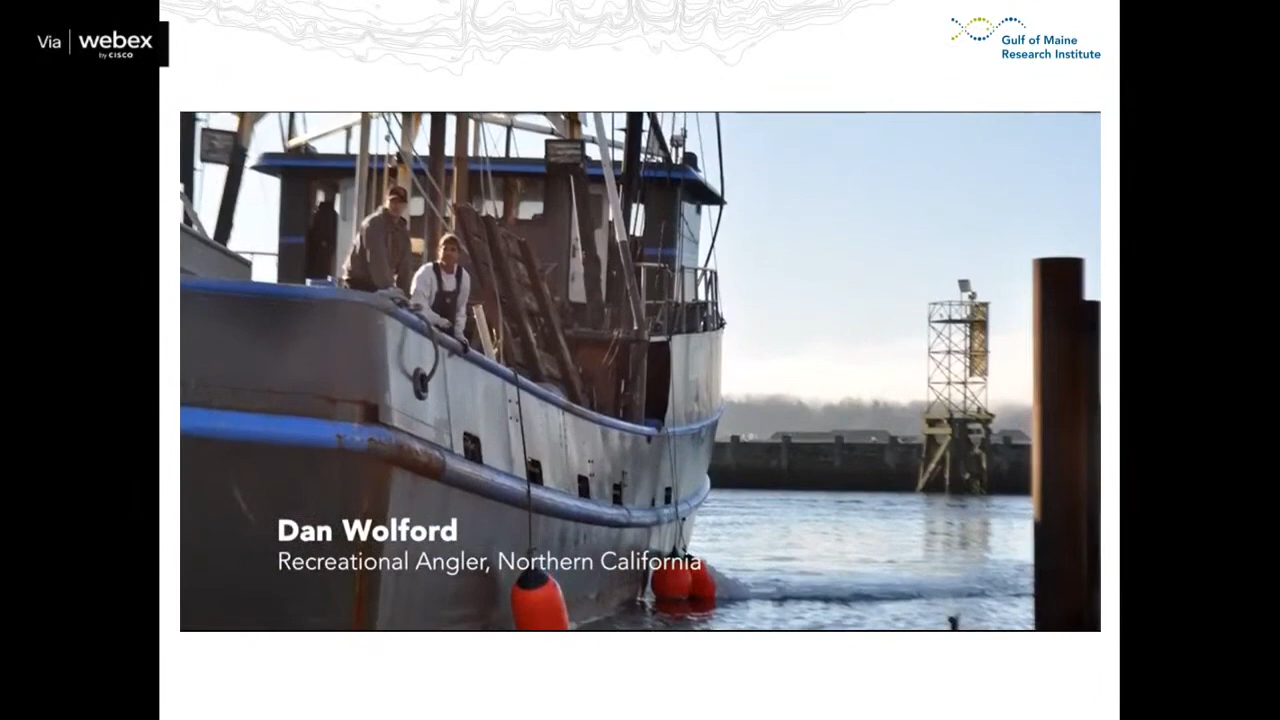 Via webex
by CISCO
Gulf of Maine
Research Institute
Dan Wolford
Recreational Angler, Northern California